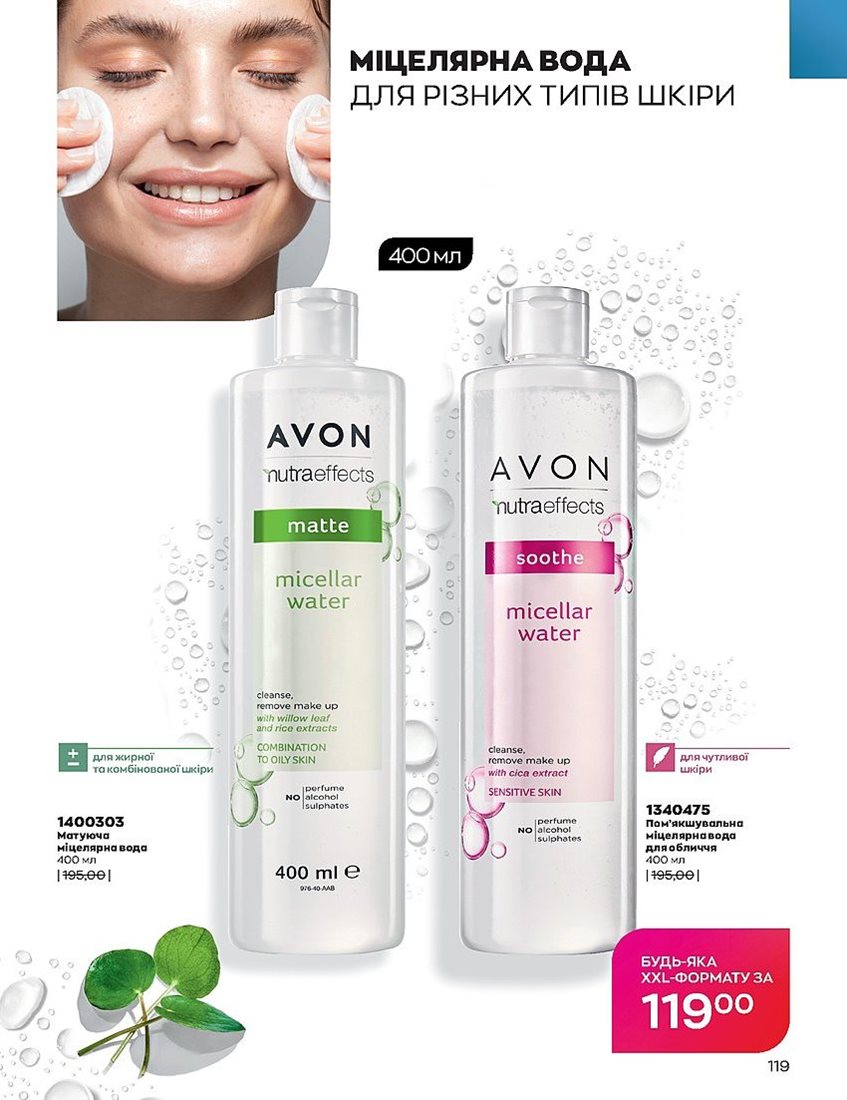 МІЦЕЛЯРНА ВОДА
ДЛЯ РІЗНИХ ТИПІВ ШКІРИ
400 мл
AVON
nutraeffects
matte
micellar
water
cleanse,
remove make up
with willow leaf
and rice extracts
COMBINATION
TO OILY SKIN
NO
perfume
alcohol
sulphates
400 ml ℮
976-40-AAB
AVON
nutraeffects
soothe
micellar
water
cleanse,
remove make up
with cica extract
SENSITIVE SKIN
NO
perfume
alcohol
sulphates
±
для жирної
та комбінованої шкіри
1400303
Матуюча
міцелярна вода
400 мл
|195,00|
для чутливої
шкіри
1340475
Пом'якшувальна
міцелярна вода
для обличчя
400 мл
|195,00|
БУДЬ-ЯКА
XXL-ФОРМАТУ ЗА
119⁰⁰
119